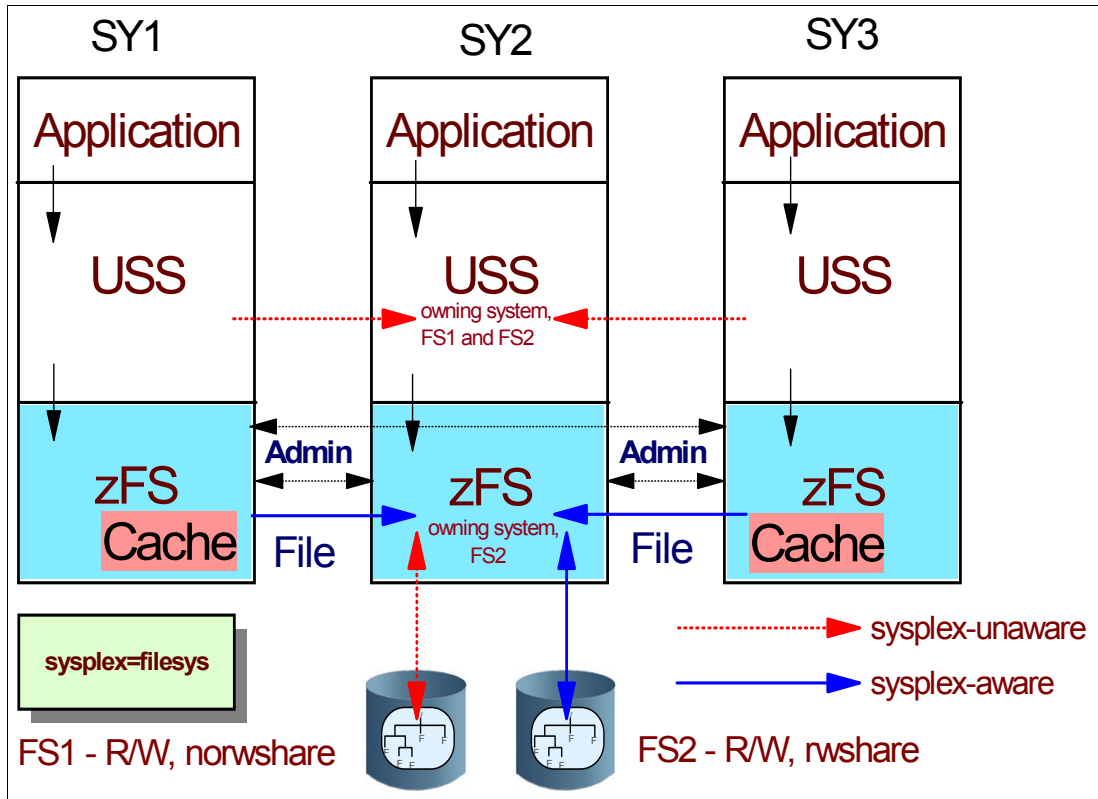 SY1
SY2
SY3
Application
Application
Application
USS
USS
USS
owning system,
FS1 and FS2
Admin
Admin
zFS
zFS
zFS
Cache
owning system,
FS2
Cache
File
File
sysplex=filesys
sysplex-unaware
sysplex-aware
/
F
F
F
F
F
/
F
F
F
F
F
FS1 - R/W, norwshare
FS2 - R/W, rwshare